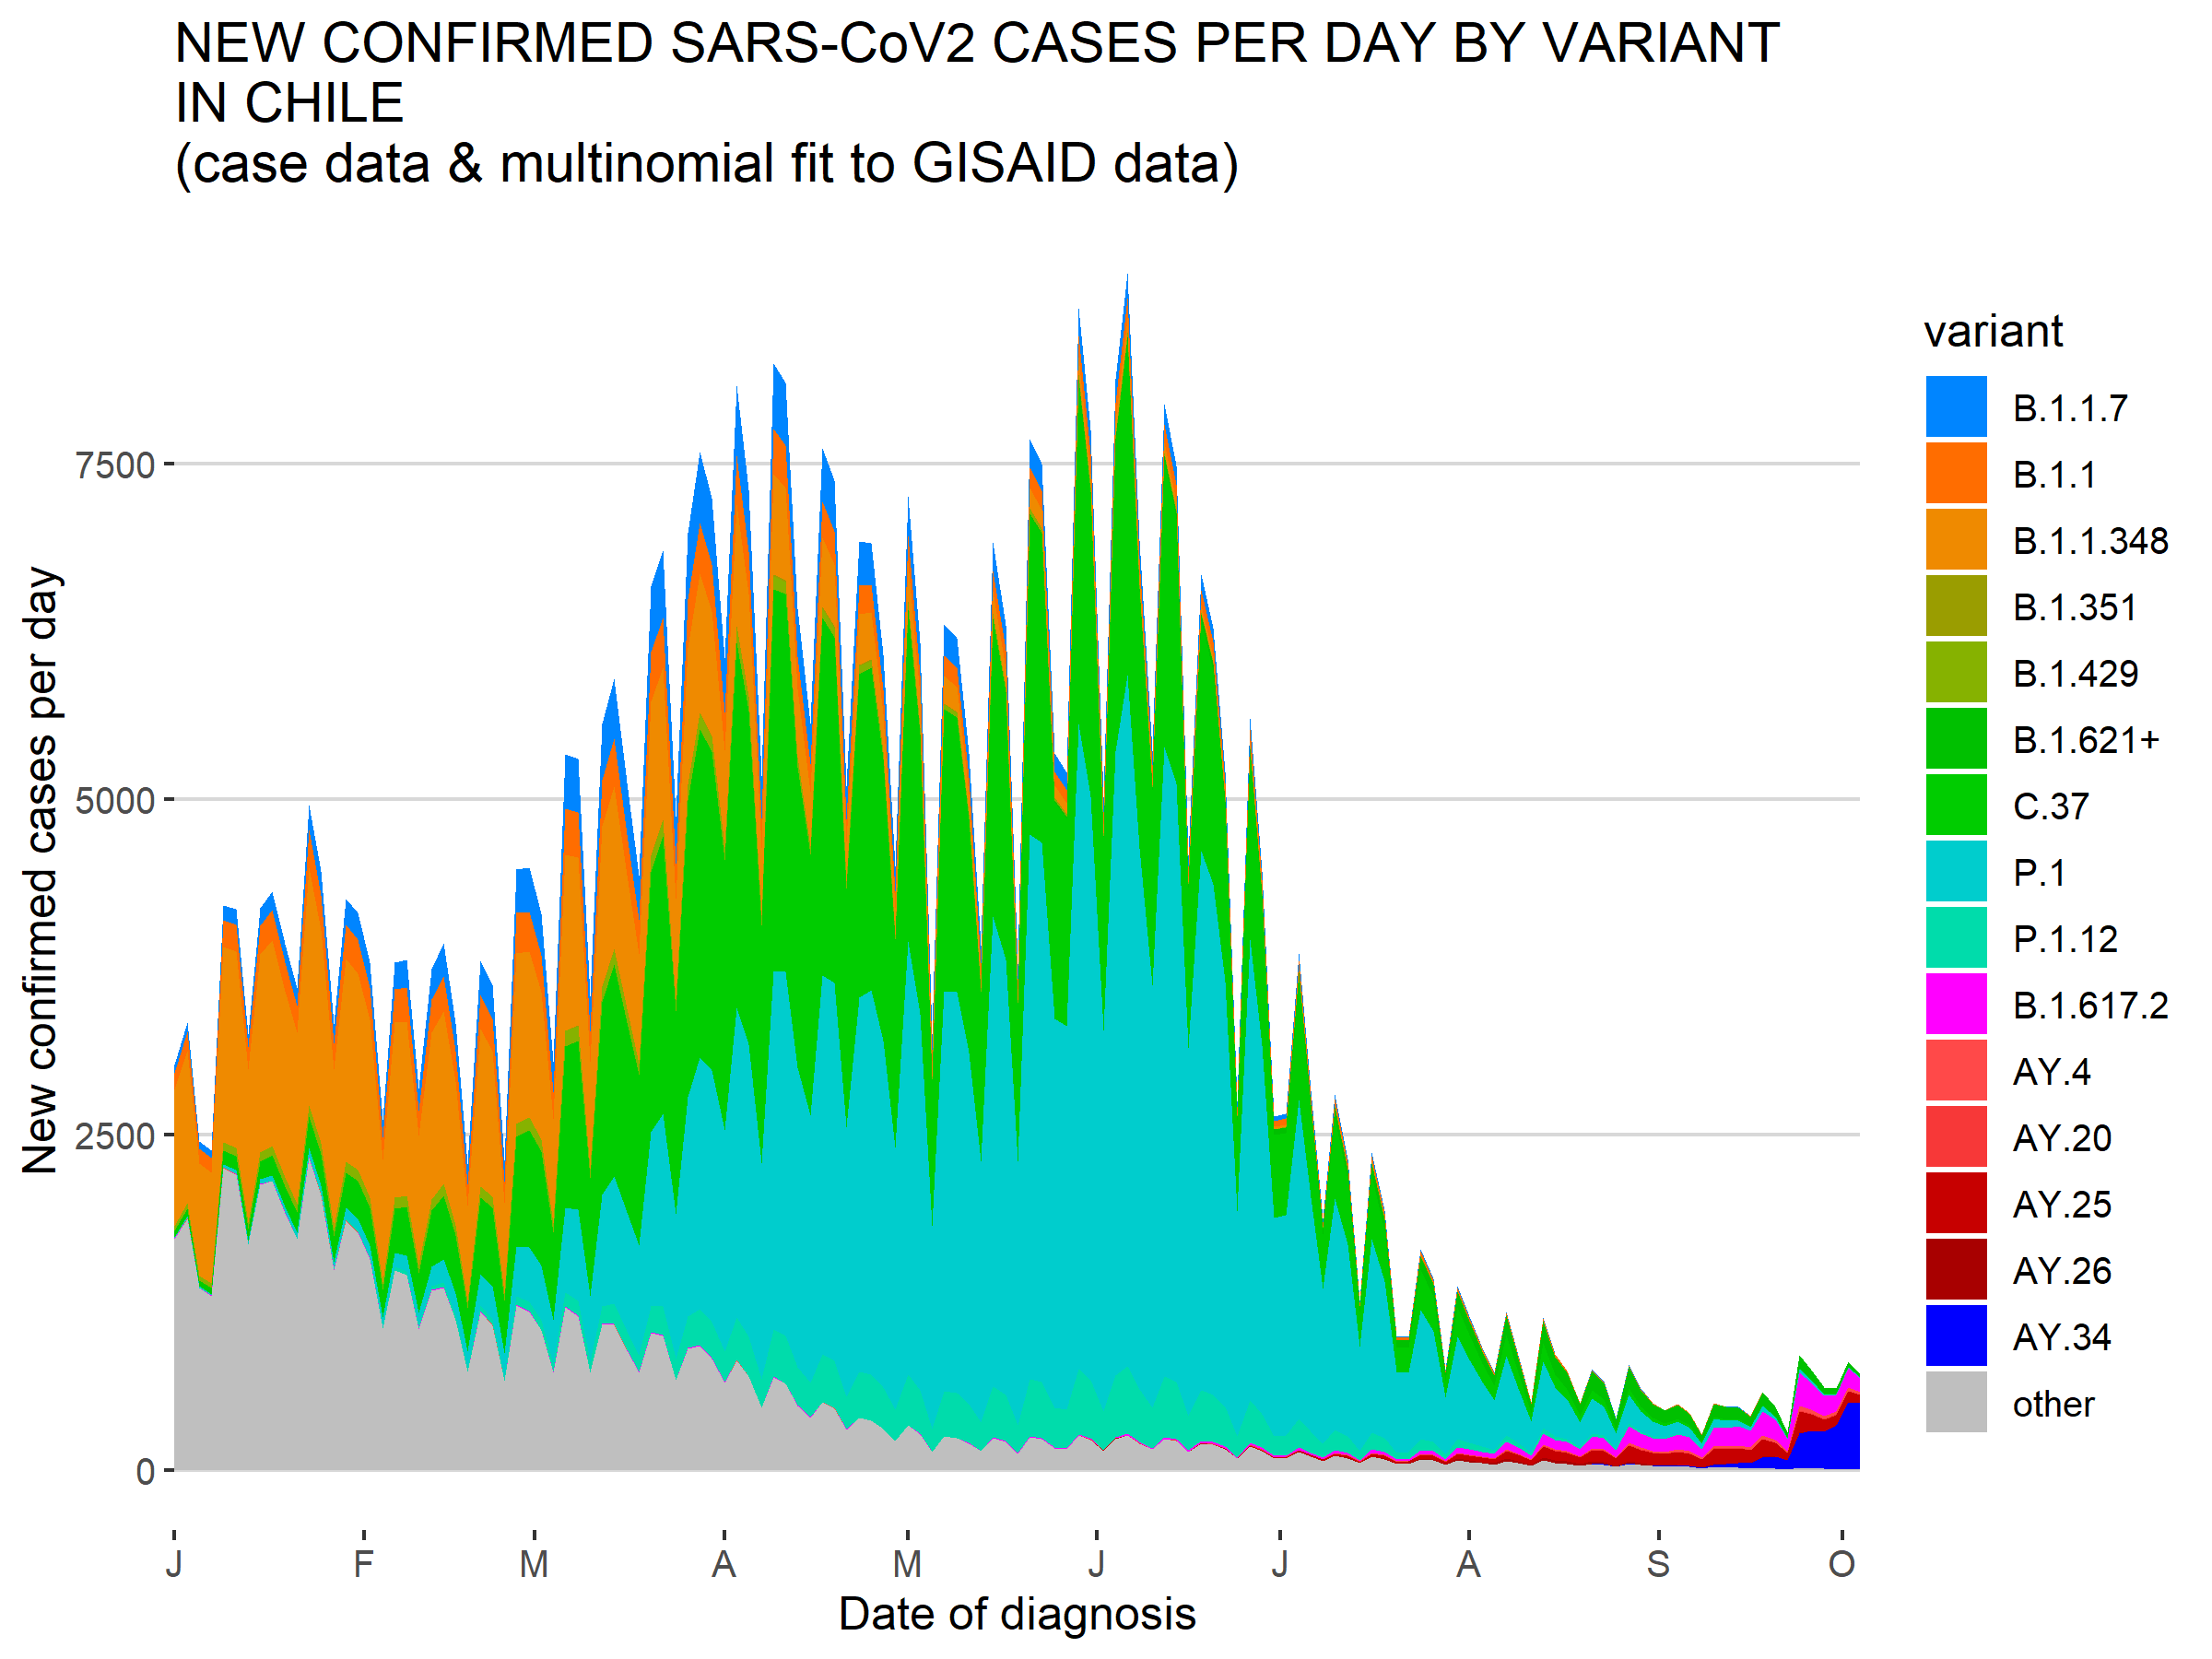 NEW CONFIRMED SARS-CoV2 CASES PER DAY BY VARIANT
IN CHILE
(case data & multinomial fit to GISAID data)
New confirmed cases per day
7500
5000
2500
0
J F M A M J J A S O
Date of diagnosis
variant
B.1.1.7
B.1.1
B.1.1.348
B.1.351
B.1.429
B.1.621+
C.37
P.1
P.1.12
B.1.617.2
AY.4
AY.20
AY.25
AY.26
AY.34
other